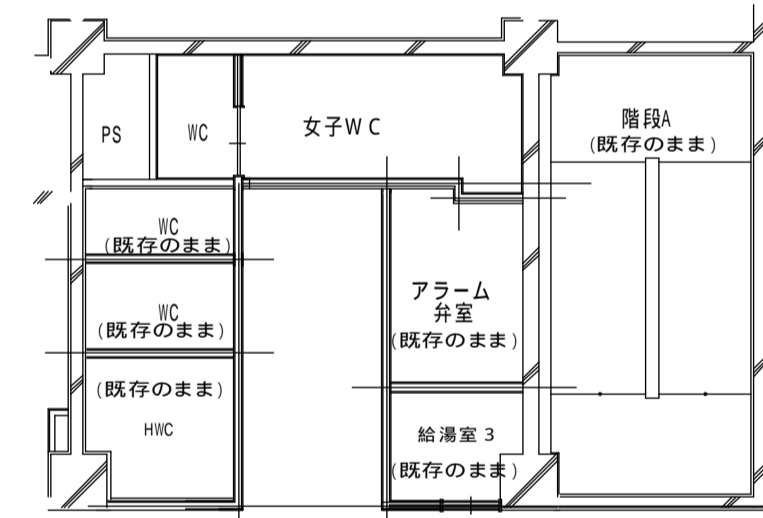 PS
WC
女子WC
階段A
(既存のまま)
WC
(既存のまま)
WC
(既存のまま)
アラーム
弁室
(既存のまま)
(既存のまま)
HWC
給湯室3
(既存のまま)